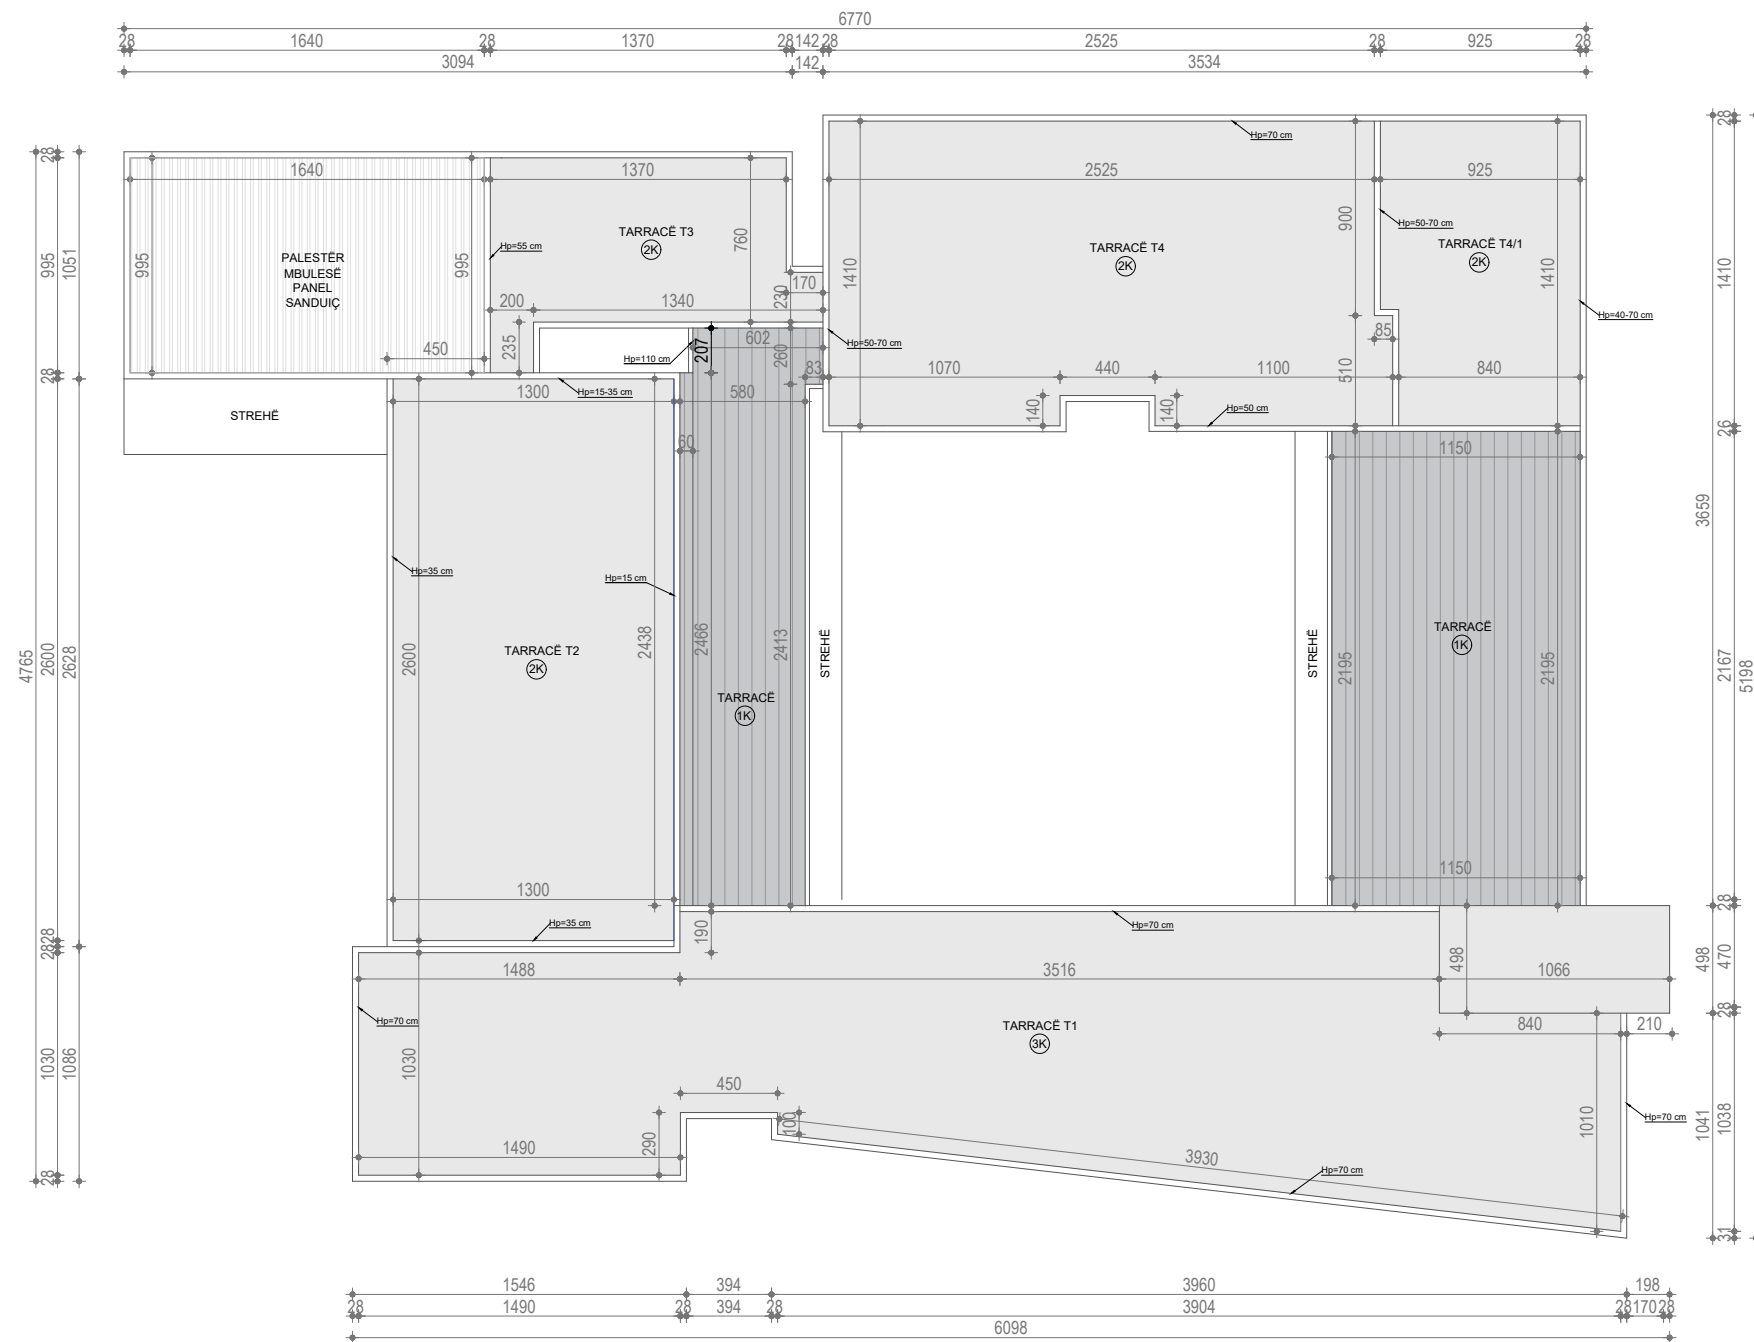 6770
28 1640 28 1370 28 142 28 2525 28 925 28
3094 142 3534
28
28
Hp=70 cm
1640 1370 2525 925
995 1051 995 995 760 900 1410 1410 1410
TARRACË T3
2K
Hp=55 cm
PALESTËR
MBULESË
PANEL
SANDUIÇ
TARRACË T4
2K
Hp=50-70 cm
TARRACË T4/1
2K
170
230
200 1340
Hp=40-70 cm
235
Hp=110 cm
207
602
260
Hp=50-70 cm
85
450
28
83
1070 440 1100 840
510
Hp=15-35 cm
1300 580
140 140
Hp=50 cm
STREHË
60
26
1150
3659
Hp=35 cm
Hp=15 cm
4765 2600 2628
2600
2438 2466 2413
STREHË
STREHË
2195 2195
2167 5198
TARRACË T2
2K
TARRACË
1K
TARRACË
1K
1150
1300
Hp=35 cm
28
28
28
190
Hp=70 cm
498
498 470
1488 3516 1066
Hp=70 cm
TARRACË T1
3K
28
840 210
1030 1086
1030
450
290
100
1010
Hp=70 cm
1041 1038
1490
3930
Hp=70 cm
28
31
1546 394 3960 198
28 1490 28 394 28 3904 28 170 28
6098